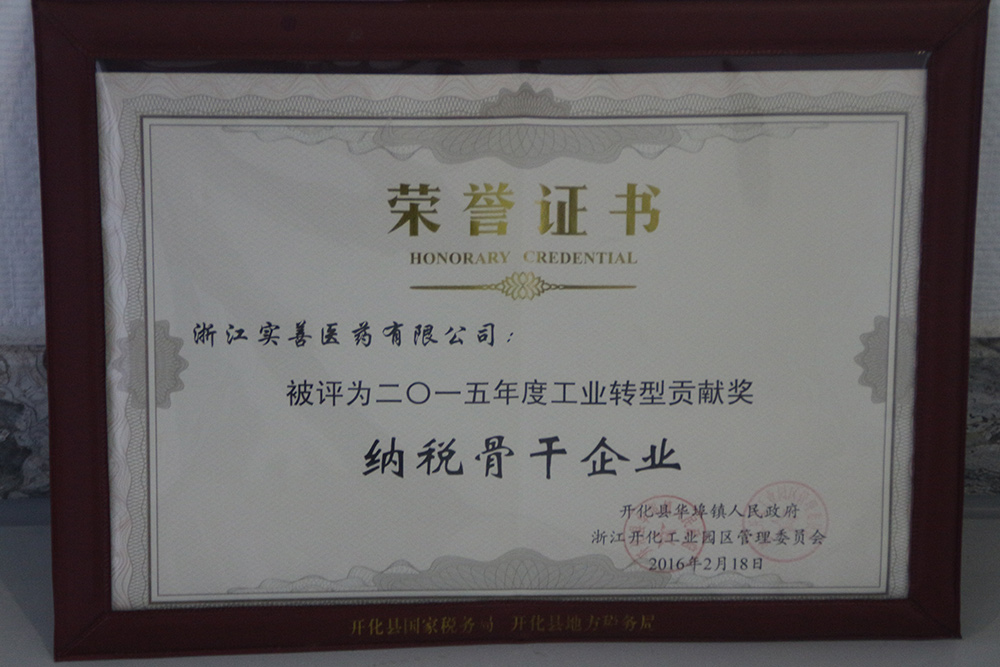 荣誉证书
HONORARY CREDENTIAL
浙江实善医药有限公司：
被评为二〇一五年度工业转型贡献奖
纳税骨干企业
开化县华埠镇人民政府
浙江开化工业园区管理委员会
2016年2月18日
开化县国家税务局 开化县地方税务局